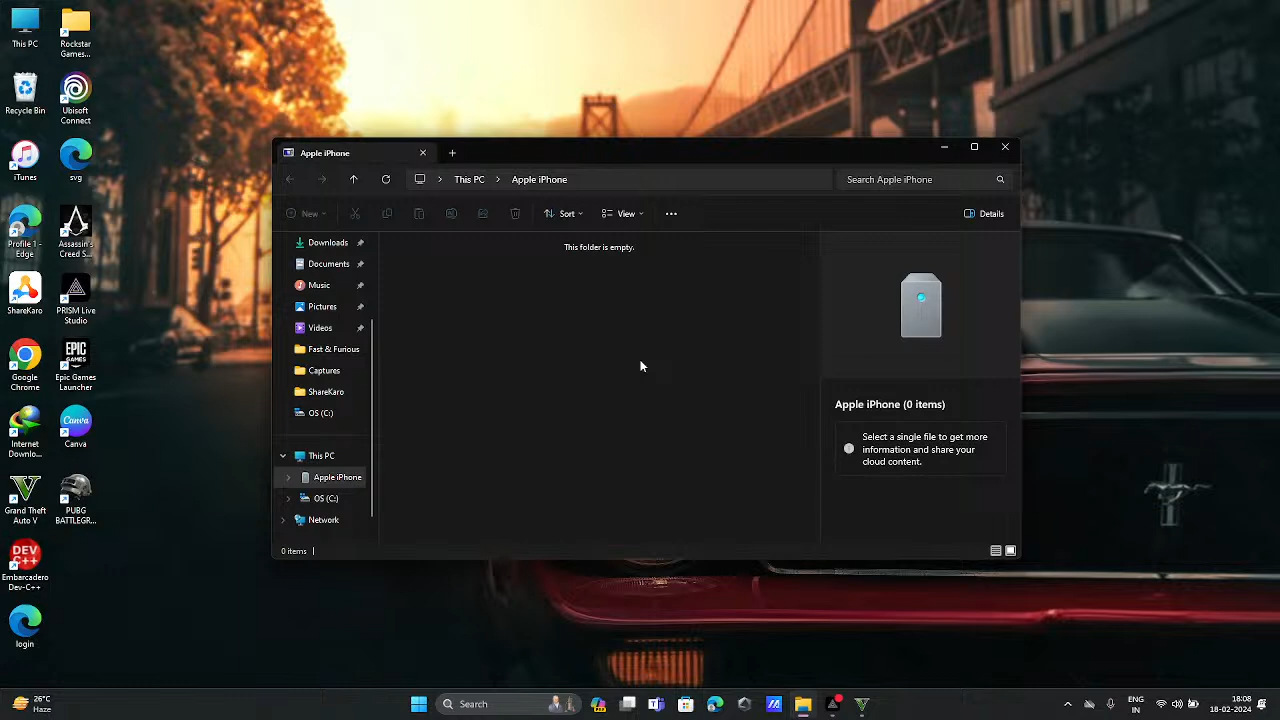 This PC
Rockstar
Games...
Recycle Bin
Ubisoft
Connect
iTunes
svg
Profile 1 -
Edge
Assassin's
Creed S...
ShareKaro
PRISM Live
Studio
Google
Chrome
EPIC
GAMES
Epic Games
Launcher
Internet
Downlo...
Canva
Canva
Grand Theft
Auto V
PUBG
BATTLEGR...
DEV
C++
Embarcadero
Dev-C++
login
Apple iPhone
This PC
Apple iPhone
Search Apple iPhone
New
Sort
View
Details
Downloads
Documents
Music
Pictures
Videos
Fast & Furious
Captures
ShareKaro
OS (C:)
This PC
Apple iPhone
OS (C:)
Network
This folder is empty.
Apple iPhone (0 items)
Select a single file to get more
information and share your
cloud content.
0 items
26°C
Haze
Search
ENG
IN
18:08
18-02-2024